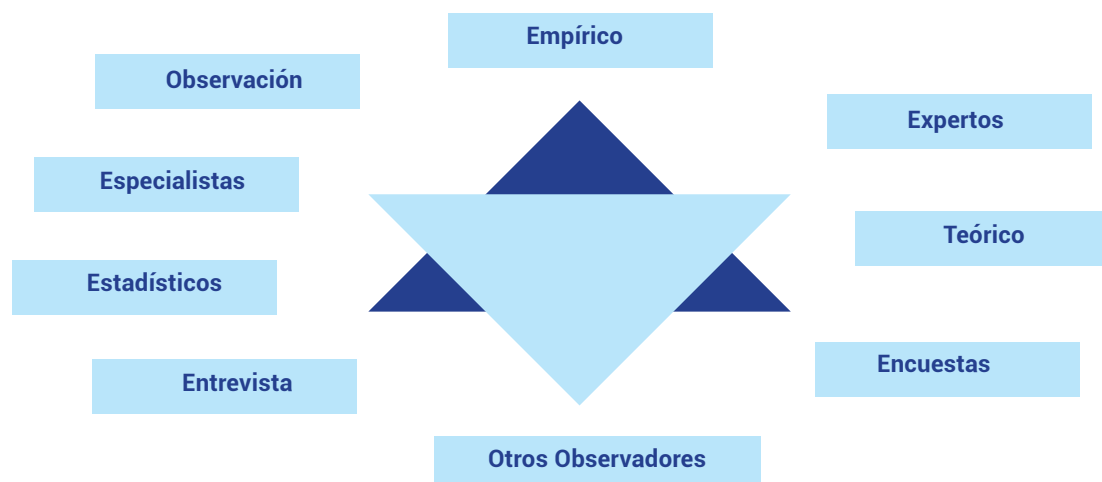 Empírico
Observación
Expertos
Especialistas
Teórico
Estadísticos
Encuestas
Entrevista
Otros Observadores